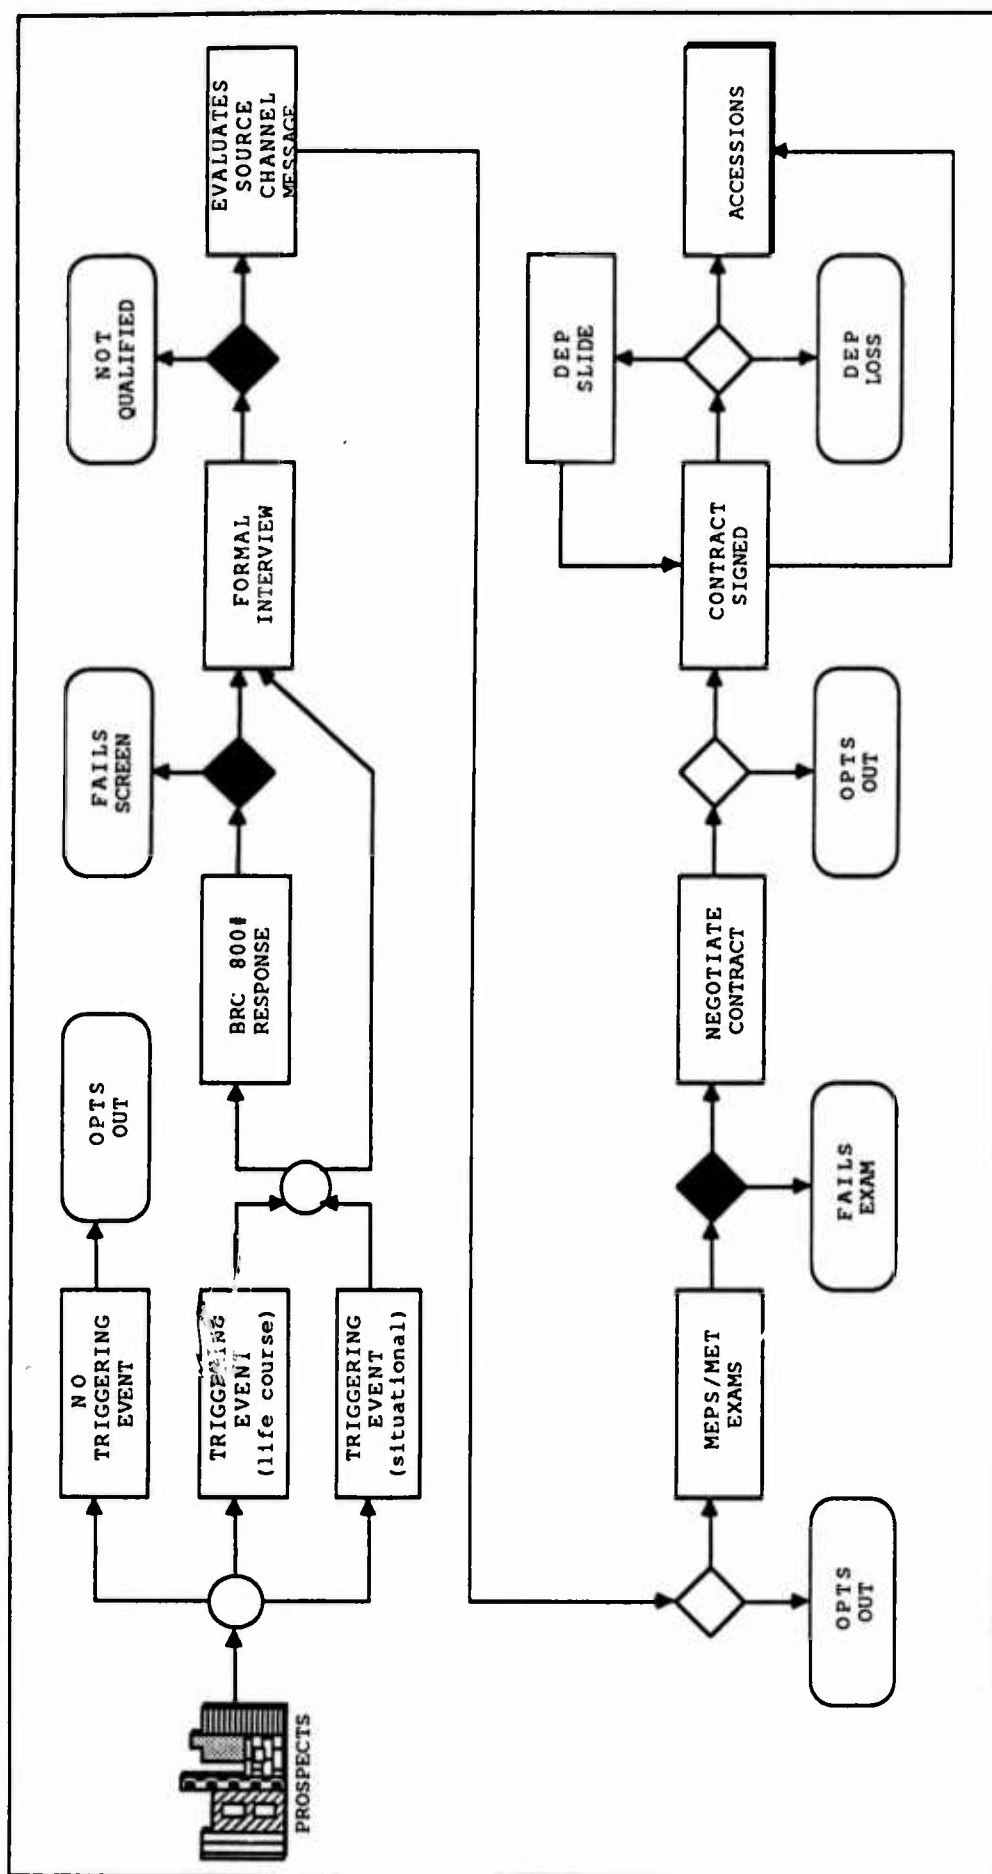 PROSPECTS
NO
TRIGGERING
EVENT
OPTS
OUT
TRIGGERING
EVENT
(life course)
TRIGGERING
EVENT
(situational)
BRC 800#
RESPONSE
FAILS
SCREEN
FORMAL
INTERVIEW
NOT
QUALIFIED
EVALUATES
SOURCE
CHANNEL
MESSAGE
OPTS
OUT
MEPS/MET
EXAMS
FAILS
EXAM
NEGOTIATE
CONTRACT
OPTS
OUT
CONTRACT
SIGNED
DEP
SLIDE
DEP
LOSS
ACCESSIONS